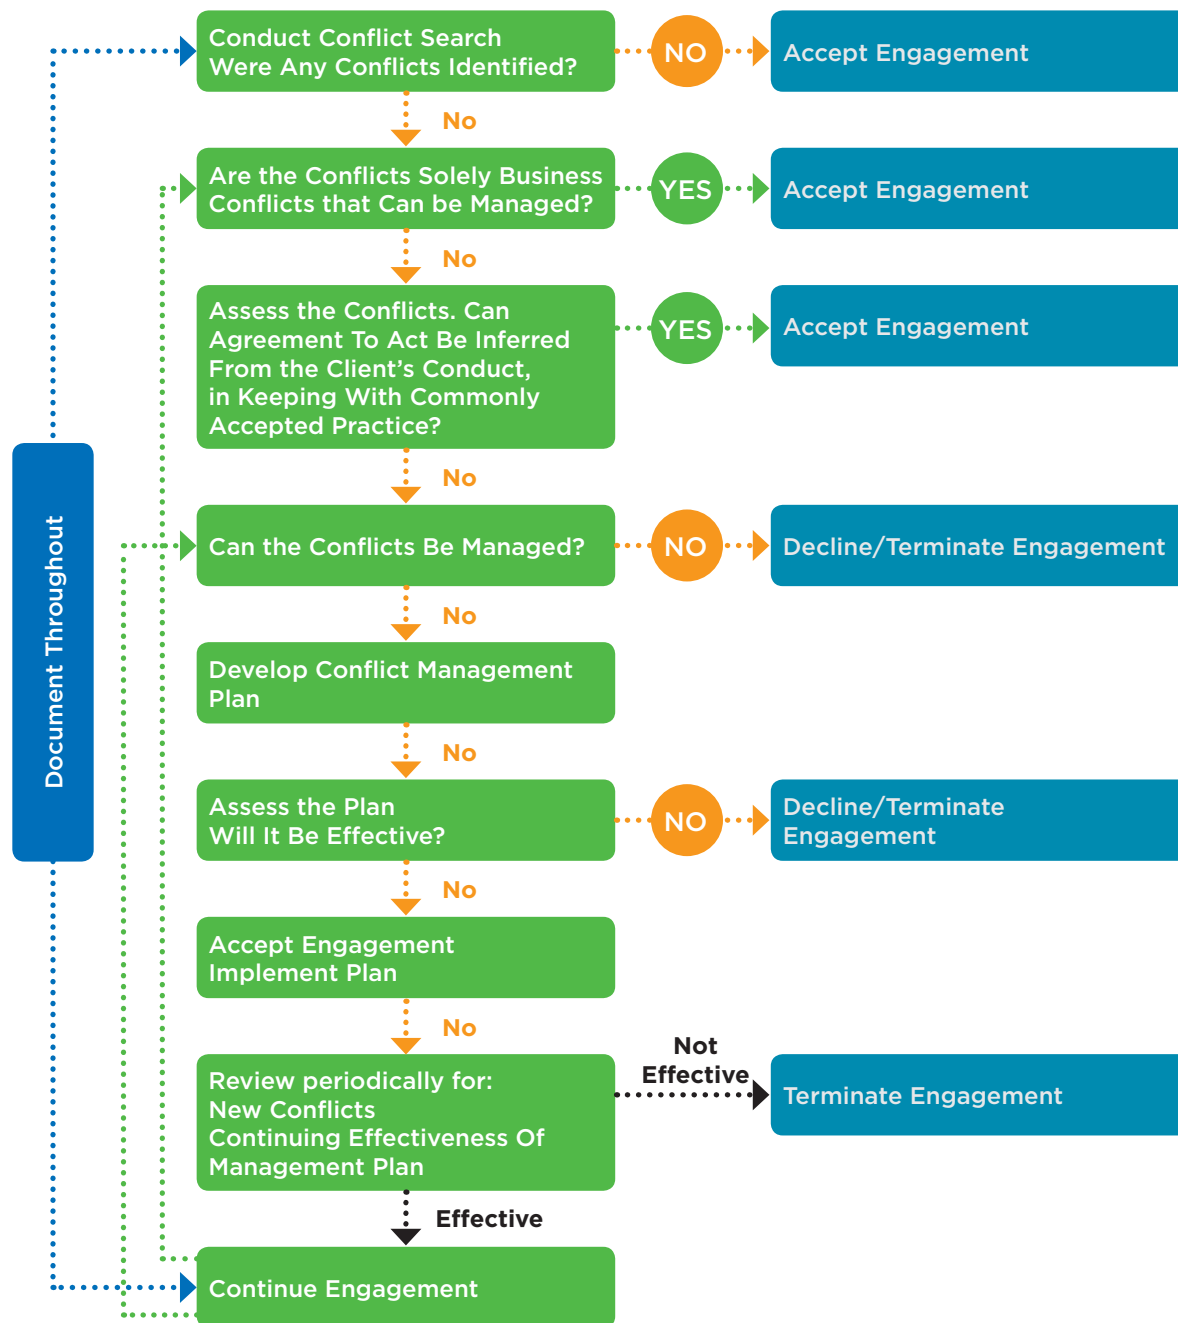 Conduct Conflict Search
Were Any Conflicts Identified?
NO
Accept Engagement
No
Are the Conflicts Solely Business
Conflicts that Can be Managed?
YES
Accept Engagement
No
Assess the Conflicts. Can
Agreement To Act Be Inferred
From the Client’s Conduct,
in Keeping With Commonly
Accepted Practice?
YES
Accept Engagement
No
Document Throughout
Can the Conflicts Be Managed?
NO
Decline/Terminate Engagement
No
Develop Conflict Management
Plan
No
Assess the Plan
Will It Be Effective?
NO
Decline/Terminate
Engagement
No
Accept Engagement
Implement Plan
No
Review periodically for:
New Conflicts
Continuing Effectiveness Of
Management Plan
Not
Effective
Terminate Engagement
Effective
Continue Engagement